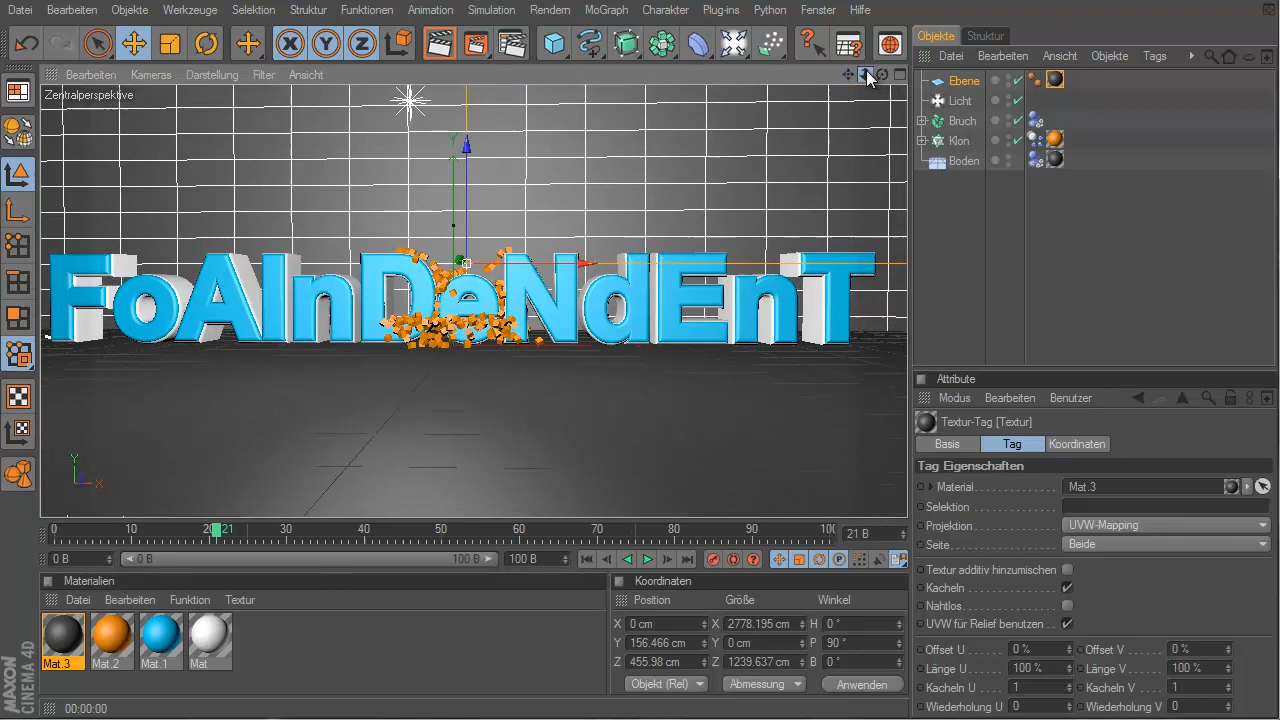 Datei Bearbeiten Objekte Werkzeuge Selektion Struktur Funktionen Animation Simulation Rendern MoGraph Charakter Plug-ins Python Fenster Hilfe
X Y Z
Objekte Struktur
Datei Bearbeiten Ansicht Objekte Tags
Bearbeiten Kameras Darstellung Filter Ansicht
Zentralperspektive
Ebene
Licht
Bruch
Klon
Boden
Y
FoAInDeNdEnT
Y
X
Attribute
Modus Bearbeiten Benutzer
Textur-Tag [Textur]
Basis Tag Koordinaten
Tag Eigenschaften
Material Mat.3
Selektion
Projektion UVW-Mapping
Seite Beide
Textur additiv hinzumischen
Kacheln
Nahtlos
UVW für Relief benutzen
Offset U 0 % Offset V 0 %
Länge U 100 % Länge V 100 %
Kacheln U 1 Kacheln V 1
Wiederholung U 0 Wiederholung V 0
0 10 20 21 30 40 50 60 70 80 90 100 21 B
0 B 0 B 100 B 100 B
Materialien
Datei Bearbeiten Funktion Textur
Mat.3 Mat.2 Mat.1 Mat
Koordinaten
Position Größe Winkel
X 0 cm X 2778.195 cm H 0 °
Y 156.466 cm Y 0 cm P 90 °
Z 455.98 cm Z 1239.637 cm B 0 °
Objekt (Rel) Abmessung Anwenden
MAXON
CINEMA 4D
00:00:00